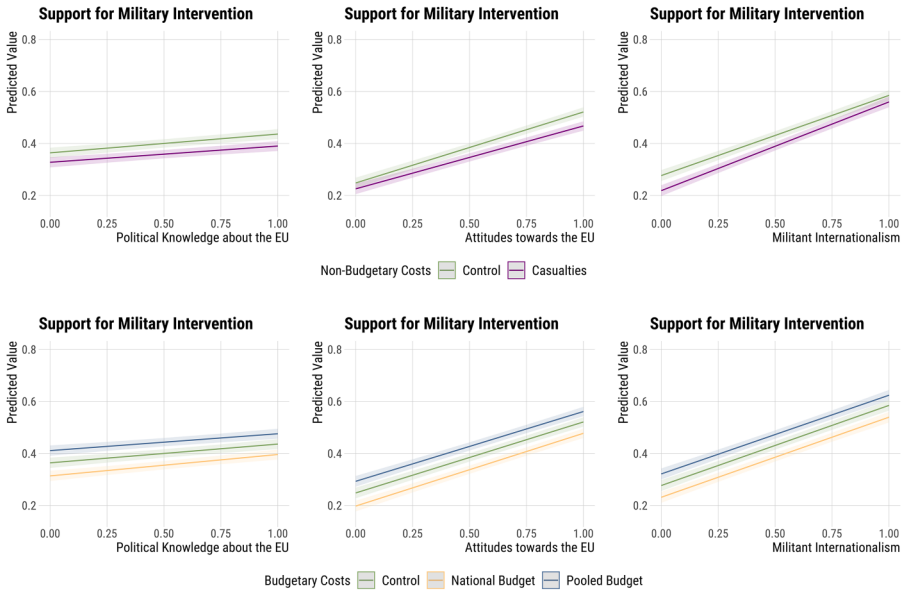 Support for Military Intervention
Predicted Value
0.8
0.6
0.4
0.2
0.00 0.25 0.50 0.75 1.00
Political Knowledge about the EU
Support for Military Intervention
Predicted Value
0.8
0.6
0.4
0.2
0.00 0.25 0.50 0.75 1.00
Attitudes towards the EU
Support for Military Intervention
Predicted Value
0.8
0.6
0.4
0.2
0.00 0.25 0.50 0.75 1.00
Militant Internationalism
Non-Budgetary Costs Control Casualties
Support for Military Intervention
Predicted Value
0.8
0.6
0.4
0.2
0.00 0.25 0.50 0.75 1.00
Political Knowledge about the EU
Support for Military Intervention
Predicted Value
0.8
0.6
0.4
0.2
0.00 0.25 0.50 0.75 1.00
Attitudes towards the EU
Support for Military Intervention
Predicted Value
0.8
0.6
0.4
0.2
0.00 0.25 0.50 0.75 1.00
Militant Internationalism
Budgetary Costs Control National Budget Pooled Budget